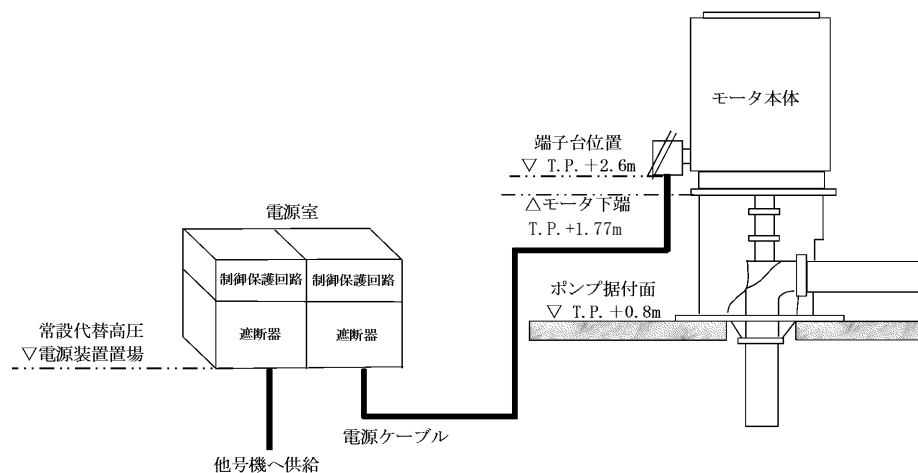 モータ本体
端子台位置
▽ T.P.+2.6m
△モータ下端
T.P.+1.77m
電源室
制御保護回路
制御保護回路
遮断器
遮断器
ポンプ据付面
▽ T.P.+0.8m
常設代替高圧
▽電源装置置場
電源ケーブル
他号機へ供給